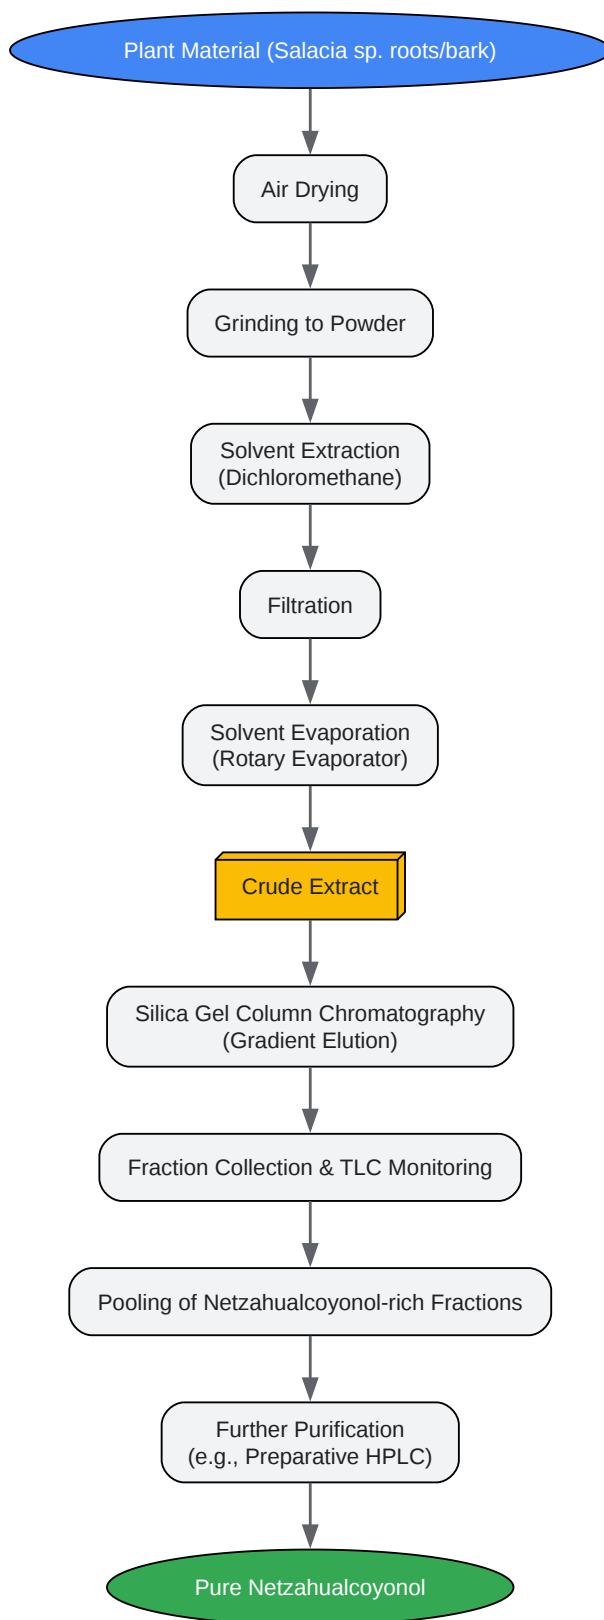 Plant Material (Salacia sp. roots/bark)
Air Drying
Grinding to Powder
Solvent Extraction
(Dichloromethane)
Filtration
Solvent Evaporation
(Rotary Evaporator)
Crude Extract
Silica Gel Column Chromatography
(Gradient Elution)
Fraction Collection & TLC Monitoring
Pooling of Netzahualcoyonol-rich Fractions
Further Purification
(e.g., Preparative HPLC)
Pure Netzahualcoyonol